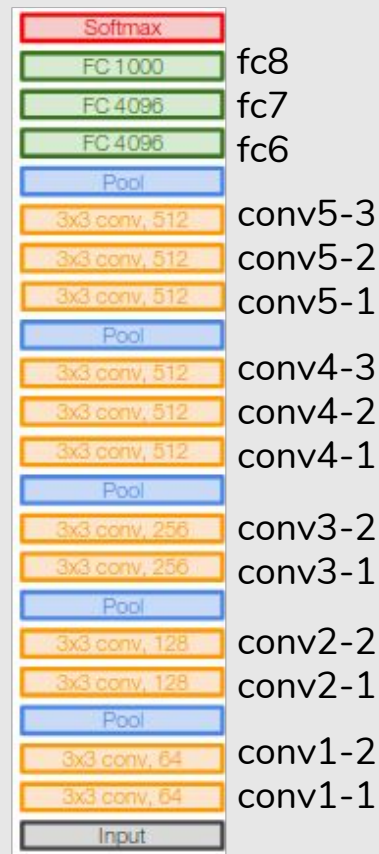 Softmax
FC 1000 fc8
FC 4096 fc7
FC 4096 fc6
Pool
3x3 conv, 512 conv5-3
3x3 conv, 512 conv5-2
3x3 conv, 512 conv5-1
Pool
3x3 conv, 512 conv4-3
3x3 conv, 512 conv4-2
3x3 conv, 512 conv4-1
Pool
3x3 conv, 256 conv3-2
3x3 conv, 256 conv3-1
Pool
3x3 conv, 128 conv2-2
3x3 conv, 128 conv2-1
Pool
3x3 conv, 64 conv1-2
3x3 conv, 64 conv1-1
Input